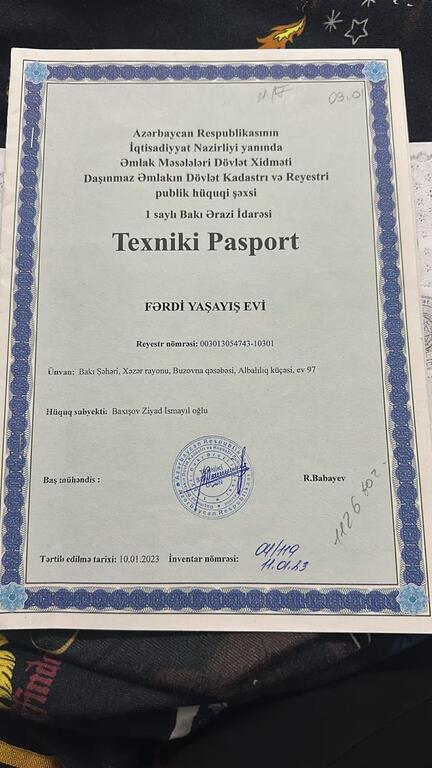 03.01
Azərbaycan Respublikasının
İqtisadiyyat Nazirliyi yanında
Əmlak Məsələləri Dövlət Xidməti
Daşınmaz Əmlakın Dövlət Kadastrı və Reyestri
publik hüquqi şəxsi
1 saylı Bakı Ərazi İdarəsi
Texniki Pasport
FƏRDİ YAŞAYIŞ EVİ
Reyestr nömrəsi: 003013054743-10301
Ünvan: Bakı Şəhəri, Xəzər rayonu, Buzovna qəsəbəsi, Albalılıq küçəsi, ev 97
Hüquq subyekti: Baxışov Ziyad İsmayıl oğlu
Baş mühəndis :
R.Babayev
Tərtib edilmə tarixi: 10.01.2023 İnventar nömrəsi:
04/119
11.01.23